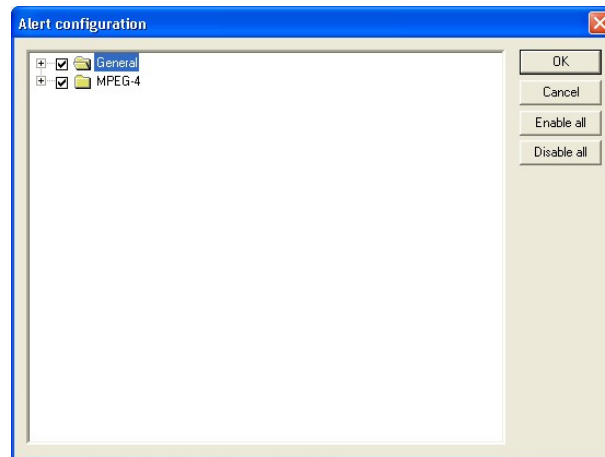 Alert configuration
General
MPEG-4
OK
Cancel
Enable all
Disable all